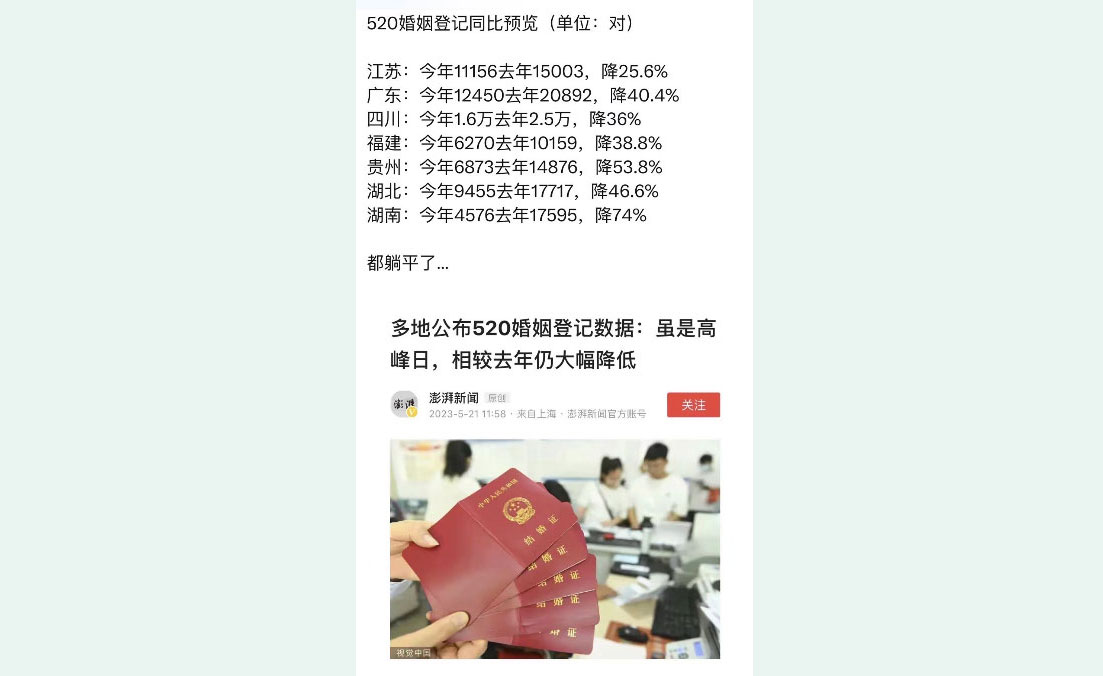 520婚姻登记同比预览（单位：对）
江苏：今年11156去年15003，降25.6%
广东：今年12450去年20892，降40.4%
四川：今年1.6万去年2.5万，降36%
福建：今年6270去年10159，降38.8%
贵州：今年6873去年14876，降53.8%
湖北：今年9455去年17717，降46.6%
湖南：今年4576去年17595，降74%
都躺平了...
多地公布520婚姻登记数据：虽是高
峰日，相较去年仍大幅降低
澎湃
澎湃新闻 原创
2023-5-21 11:58 · 来自上海 · 澎湃新闻官方账号
关注
中华人民共和国
结婚证
婚证
婚证
结婚证
婚证
视觉中国